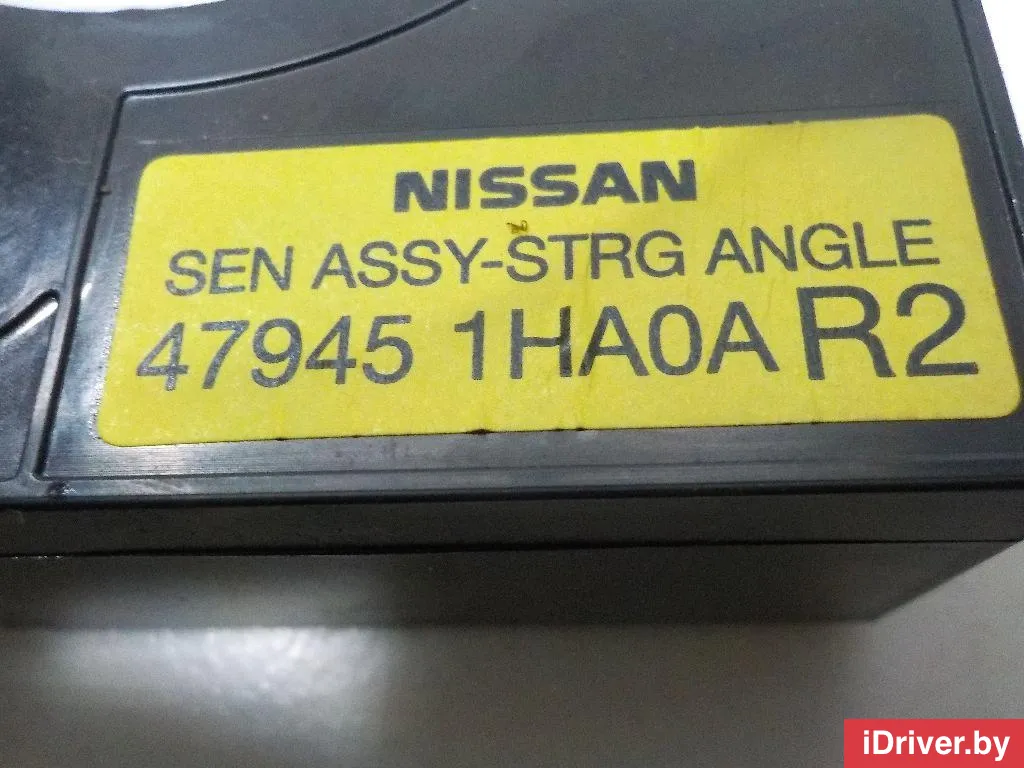 NISSAN
SEN ASSY-STRG ANGLE
47945 1HA0A R2
iDriver.by